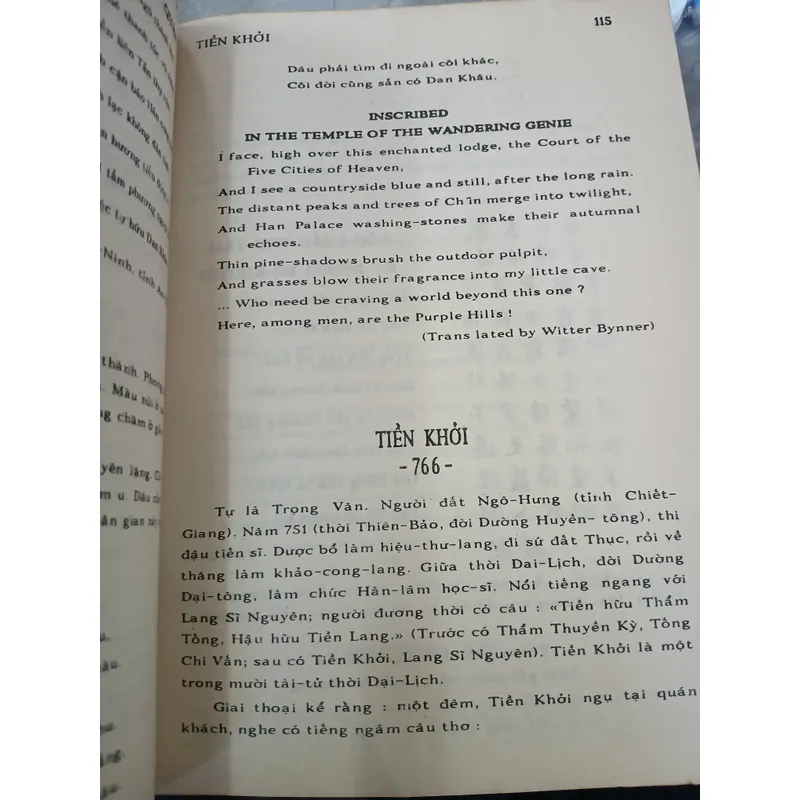 TIỀN KHỞI
115
Dâu phải tìm đi ngoài cõi khác,
Cõi đời cũng sẳn có Dan Khâu.
INSCRIBED
IN THE TEMPLE OF THE WANDERING GENIE
I face, high over this enchanted lodge, the Court of the
Five Cities of Heaven,
And I see a countryside blue and still, after the long rain.
The distant peaks and trees of Ch'in merge into twilight,
And Han Palace washing-stones make their autumnal
echoes.
Thin pine-shadows brush the outdoor pulpit,
And grasses blow their fragrance into my little cave.
... Who need be craving a world beyond this one ?
Here, among men, are the Purple Hills !
(Trans lated by Witter Bynner)
TIỀN KHỞI
-766-
Tự là Trọng Văn. Người đất Ngô-Hưng (tỉnh Chiết-
Giang). Năm 751 (thời Thiên-Bảo, đời Dường Huyền- tông), thi
đậu tiến sĩ. Dược bổ làm hiệu-thư-lang, đi sứ đất Thục, rồi về
thăng làm khảo-cong-lang. Giữa thời Dai-Lịch, dời Dường
Dại-tông, làm chức Hàn-lâm học-sĩ. Nổi tiếng ngang với
Lang Sĩ Nguyên; người đương thời có câu : «Tiền hữu Thẩm
Tống, Hậu hữu Tiền Lang.» (Trước có Thẩm Thuyên Kỳ, Tống
Chi Vấn; sau có Tiền Khởi, Lang Sĩ Nguyên). Tiền Khởi là một
trong mười tài-tử thời Dại-Lịch.
Giai thoại kể rằng : một đêm, Tiền Khởi ngụ tại quán
khách, nghe có tiếng ngâm câu thơ :